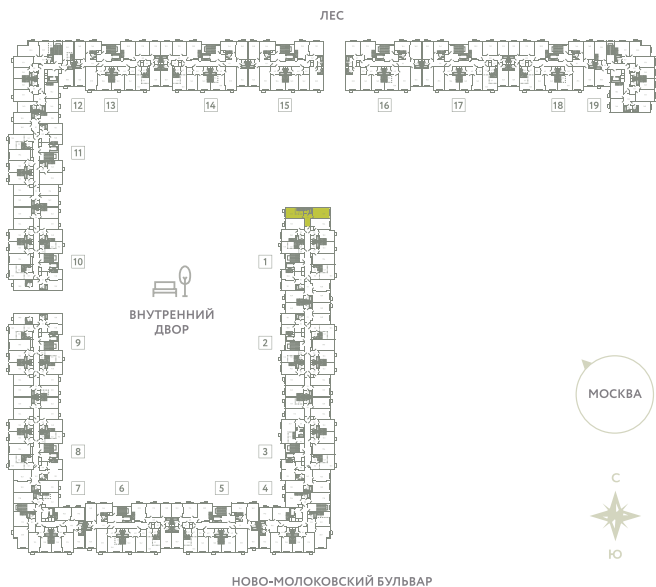 ЛЕС
12 13 14 15 16 17 18 19
11
10 1
ВНУТРЕННИЙ
ДВОР
9 2
МОСКВА
8 3
7 6 5 4
С
Ю
НОВО-МОЛОКОВСКИЙ БУЛЬВАР